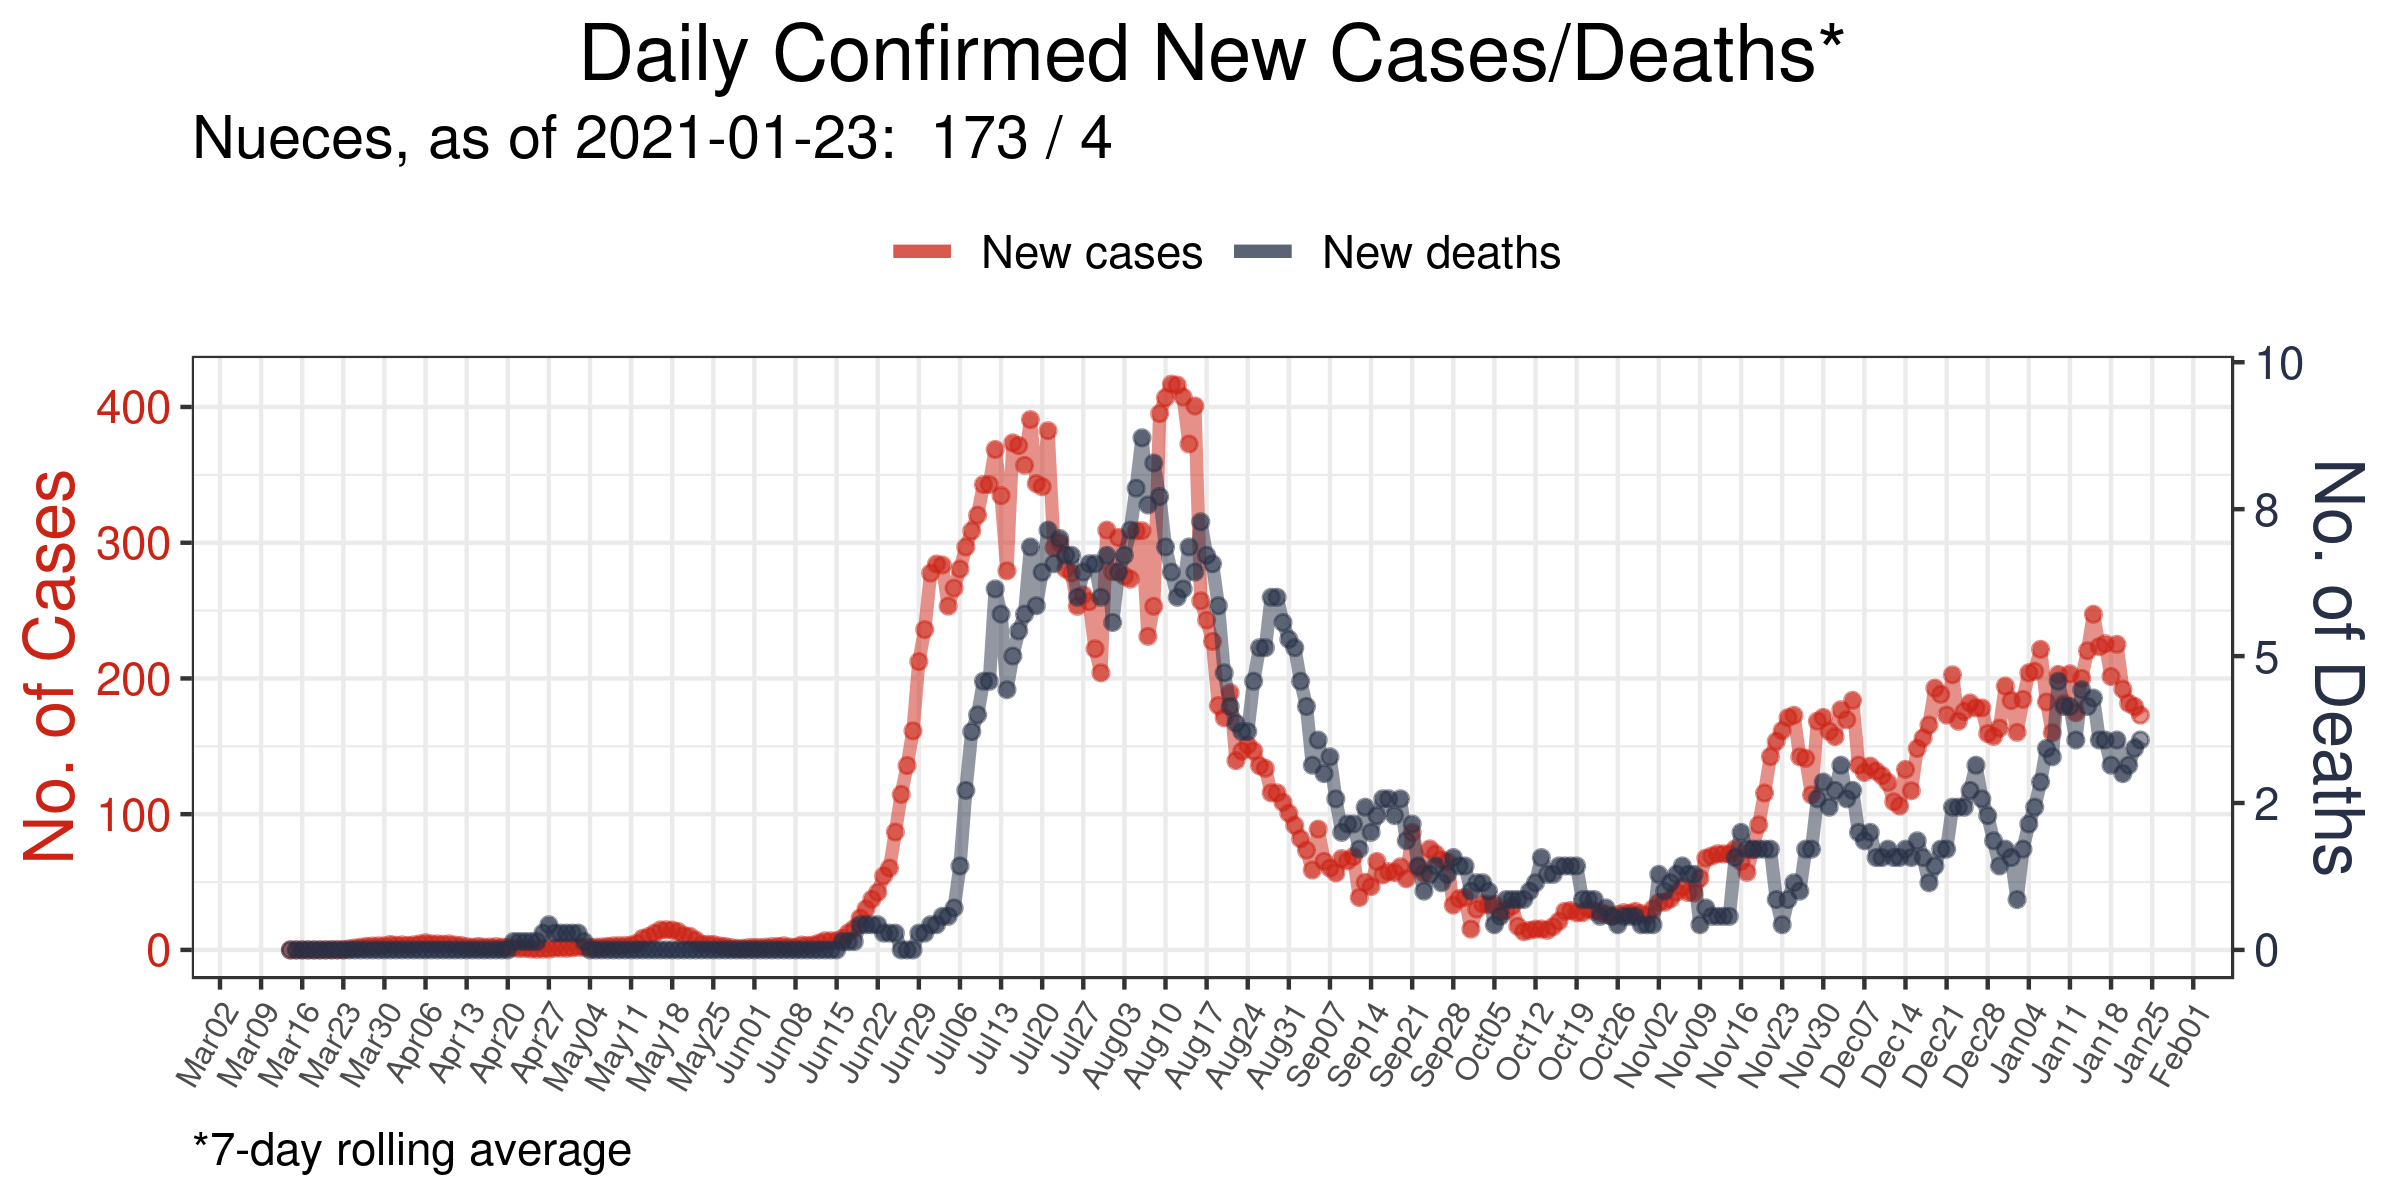 Daily Confirmed New Cases/Deaths*
Nueces, as of 2021-01-23:  173 / 4
New cases New deaths
No. of Cases
400
300
200
100
0
10
8
5
2
0
No. of Deaths
Mar02 Mar09 Mar16 Mar23 Mar30 Apr06 Apr13 Apr20 Apr27 May04 May11 May18 May25 Jun01 Jun08 Jun15 Jun22 Jun29 Jul06 Jul13 Jul20 Jul27 Aug03 Aug10 Aug17 Aug24 Aug31 Sep07 Sep14 Sep21 Sep28 Oct05 Oct12 Oct19 Oct26 Nov02 Nov09 Nov16 Nov23 Nov30 Dec07 Dec14 Dec21 Dec28 Jan04 Jan11 Jan18 Jan25 Feb01
*7-day rolling average